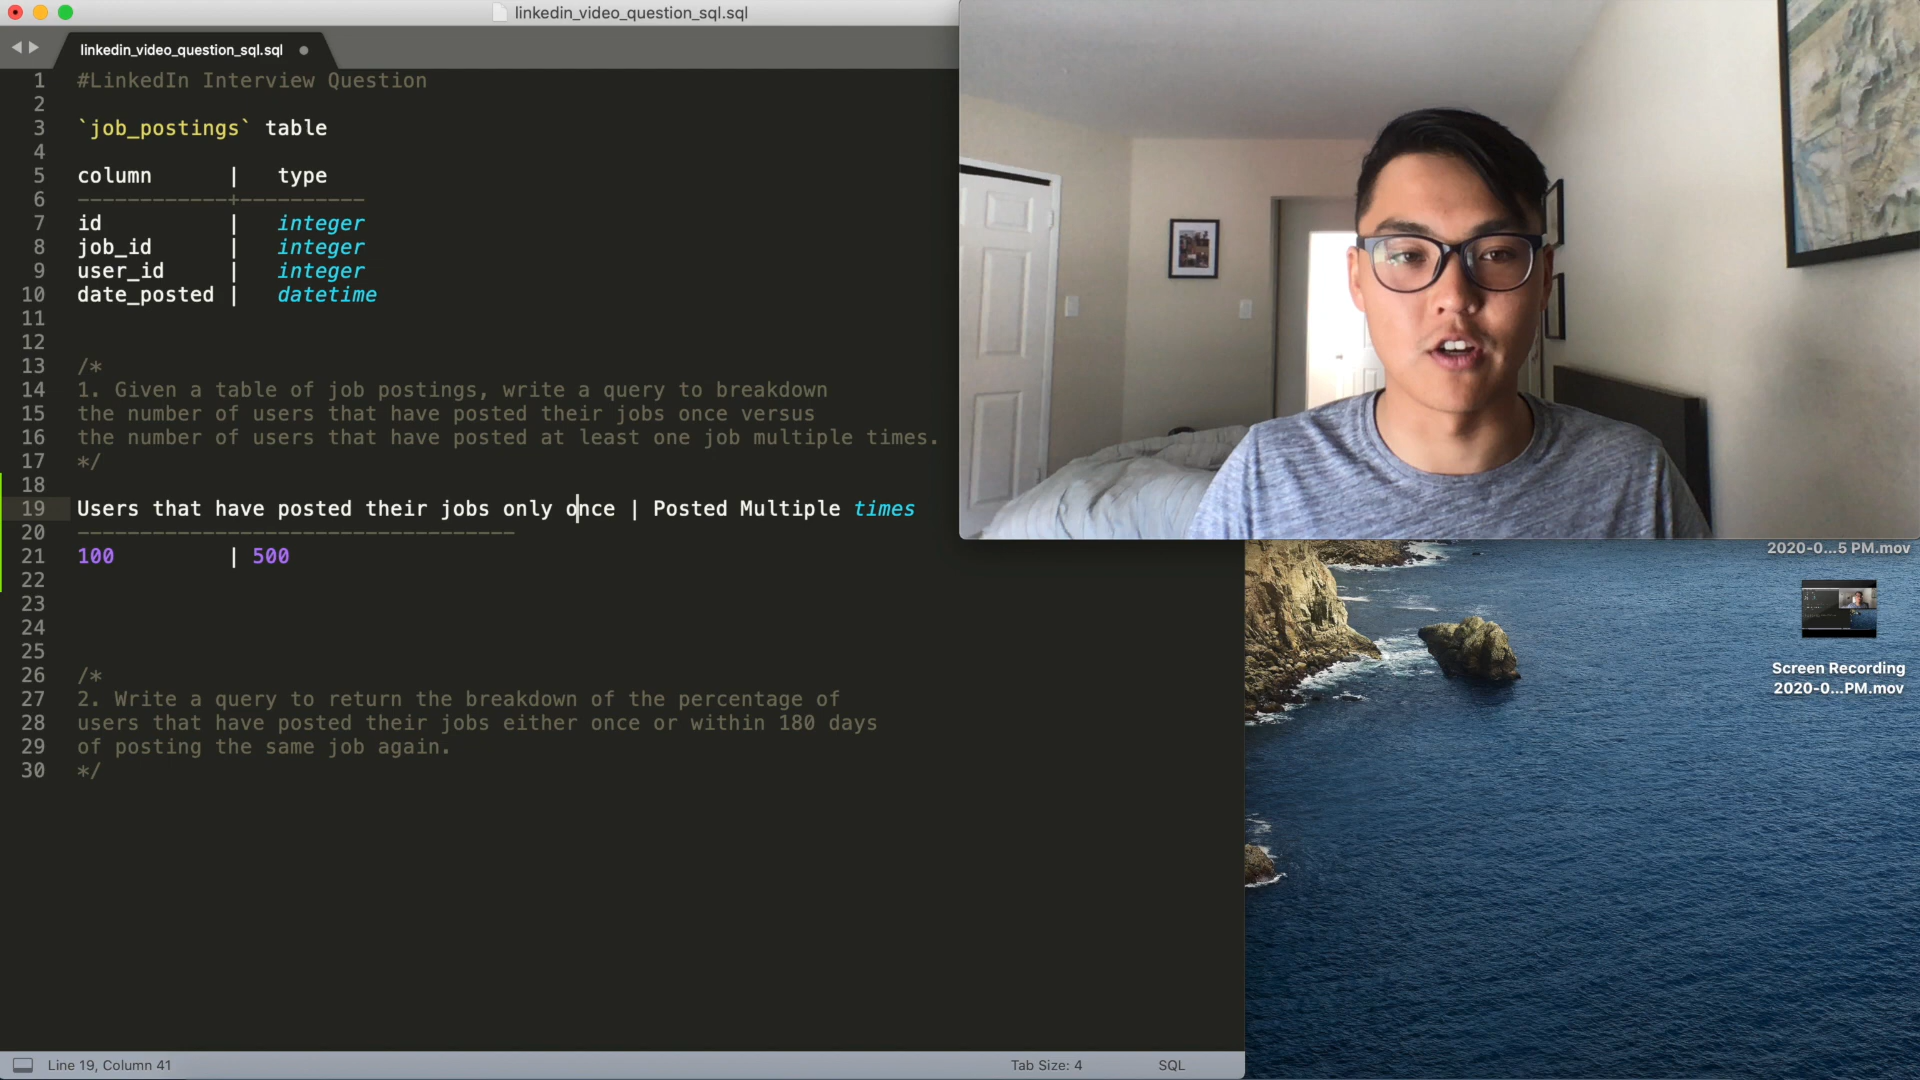 linkedin_video_question_sql.sql
linkedin_video_question_sql.sql
1 #LinkedIn Interview Question
2
3 `job_postings` table
4
5 column | type
6 ------------+----------
7 id | integer
8 job_id | integer
9 user_id | integer
10 date_posted | datetime
11
12
13 /*
14 1. Given a table of job postings, write a query to breakdown
15 the number of users that have posted their jobs once versus
16 the number of users that have posted at least one job multiple times.
17 */
18
19 Users that have posted their jobs only once | Posted Multiple times
20 -----------------------------------
21 100 | 500
22
23
24
25
26 /*
27 2. Write a query to return the breakdown of the percentage of
28 users that have posted their jobs either once or within 180 days
29 of posting the same job again.
30 */
2020-0...5 PM.mov
Screen Recording
2020-0...PM.mov
Line 19, Column 41
Tab Size: 4
SQL